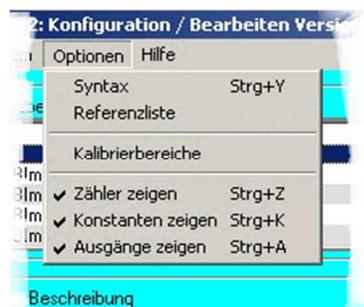 2: Konfiguration / Bearbeiten Versi
Optionen Hilfe
Syntax Strg+Y
Referenzliste
Kalibrierbereiche
✓ Zähler zeigen Strg+Z
✓ Konstanten zeigen Strg+K
✓ Ausgänge zeigen Strg+A
Beschreibung